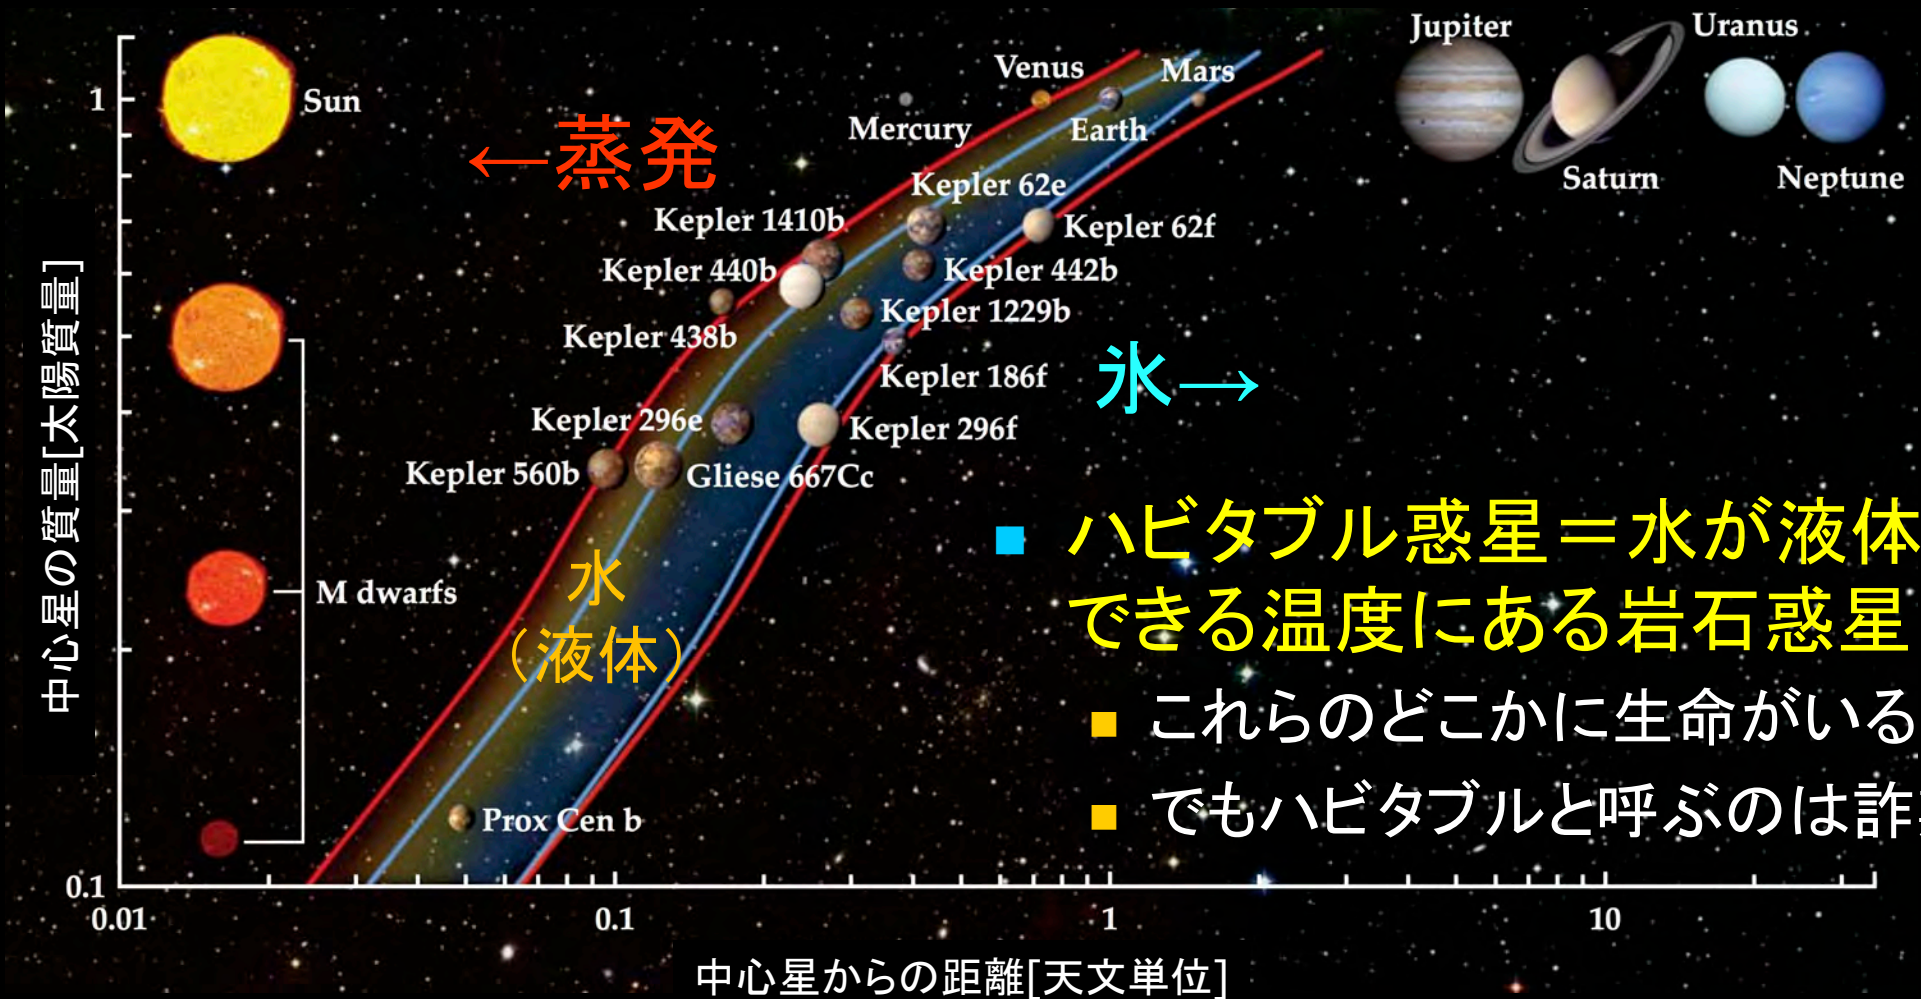 Jupiter
Uranus
Venus
Mars
1
Sun
Mercury
Earth
←蒸発
Saturn
Neptune
Kepler 62e
Kepler 1410b
Kepler 62f
Kepler 440b
Kepler 442b
Kepler 1229b
Kepler 438b
Kepler 186f
氷→
Kepler 296e
Kepler 296f
Kepler 560b
Gliese 667Cc
中心星の質量[太陽質量]
ハビタブル惑星＝水が液体
できる温度にある岩石惑星
水
（液体）
M dwarfs
これらのどこかに生命がいる
でもハビタブルと呼ぶのは詐
Prox Cen b
0.1
0.01
0.1
1
10
中心星からの距離[天文単位]